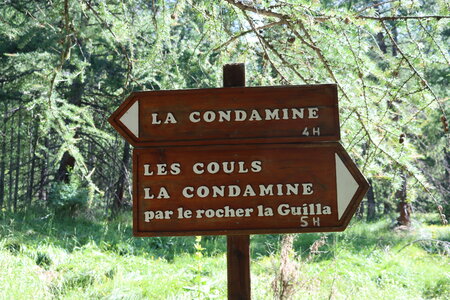 LA CONDAMINE
4H
LES COULS
LA CONDAMINE
par le rocher la Guilla
5H